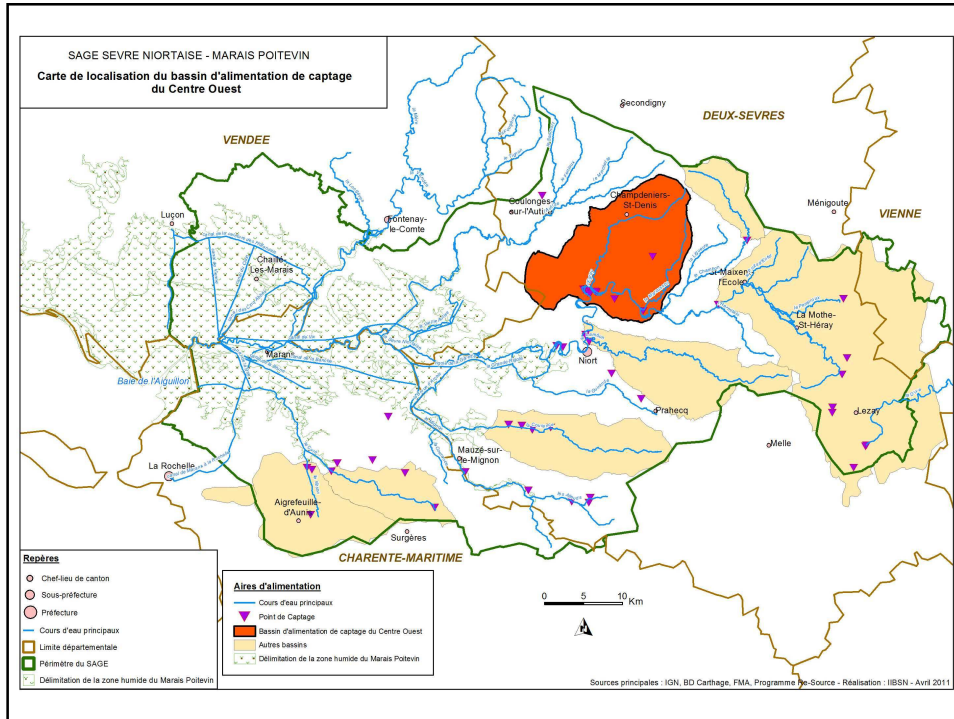 SAGE SEVRE NIORTAISE - MARAIS POITEVIN
Carte de localisation du bassin d'alimentation de captage
du Centre Ouest
Secondigny
DEUX-SEVRES
VENDEE
Ménigoute
VIENNE
Coulonges
-sur-l'Autize
Champdeniers-
St-Denis
Luçon
Fontenay-
le-Comte
Chaillé-
Les-Marais
St-Maixent
l'Ecole
La Mothe-
St-Héray
Marans
Niort
Baie de l'Aiguillon
Prahecq
Lezay
Melle
Mauzé-sur-
le-Mignon
La Rochelle
Aigrefeuille-
d'Aunis
Surgères
CHARENTE-MARITIME
Repères
Chef-lieu de canton
Sous-préfecture
Préfecture
Cours d'eau principaux
Limite départementale
Périmètre du SAGE
Délimitation de la zone humide du Marais Poitevin
Aires d'alimentation
Cours d'eau principaux
Point de Captage
Bassin d'alimentation de captage du Centre Ouest
Autres bassins
Délimitation de la zone humide du Marais Poitevin
0 5 10 Km
Sources principales : IGN, BD Carthage, FMA, Programme Re-Source - Réalisation : IIBSN - Avril 2011